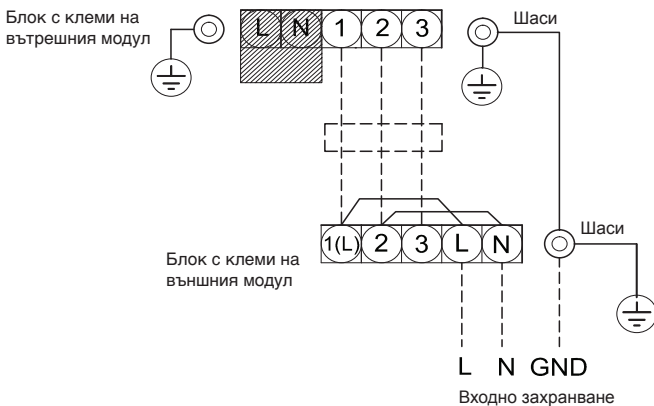 Блок с клеми на
вътрешния модул
L N 1 2 3
Шаси
1(L) 2 3 L N
Шаси
Блок с клеми на
външния модул
L N GND
Входно захранване